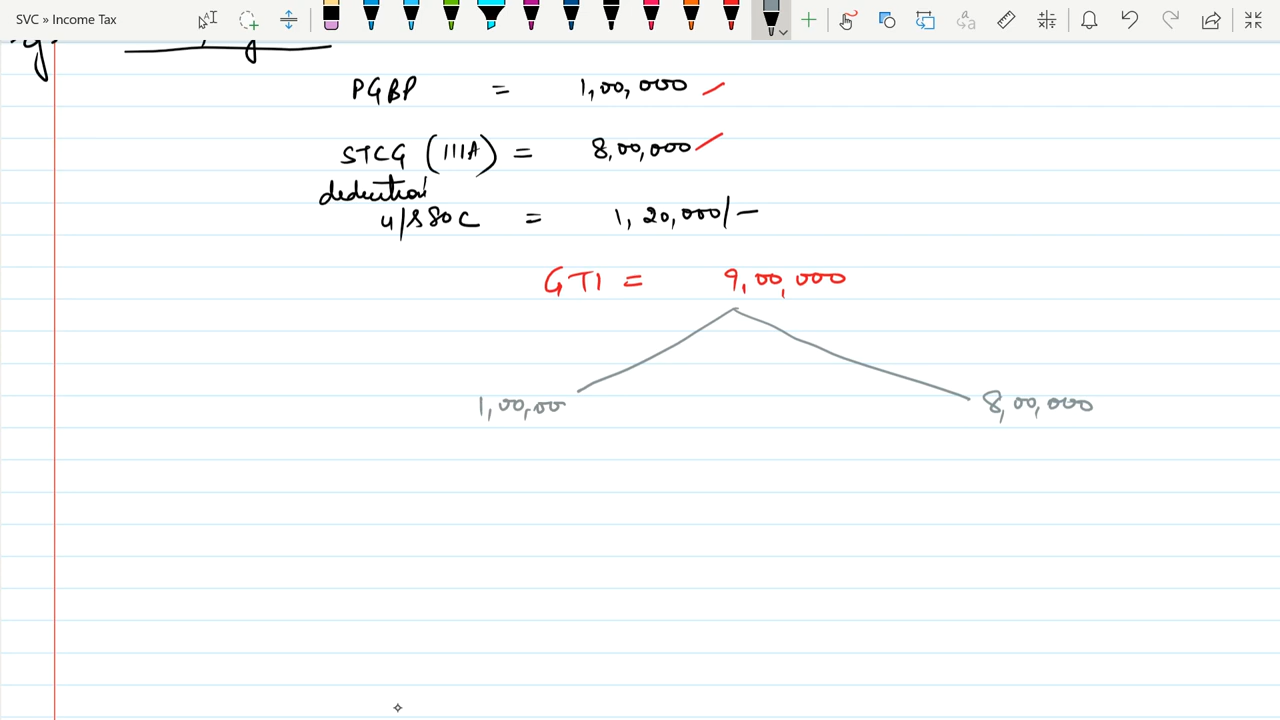 SVC » Income Tax
PGBP = 1,00,000
STCG (111A) = 8,00,000
deduction
u/s 80C = 1,20,000/-
GTI = 9,00,000
1,00,00 8,00,000